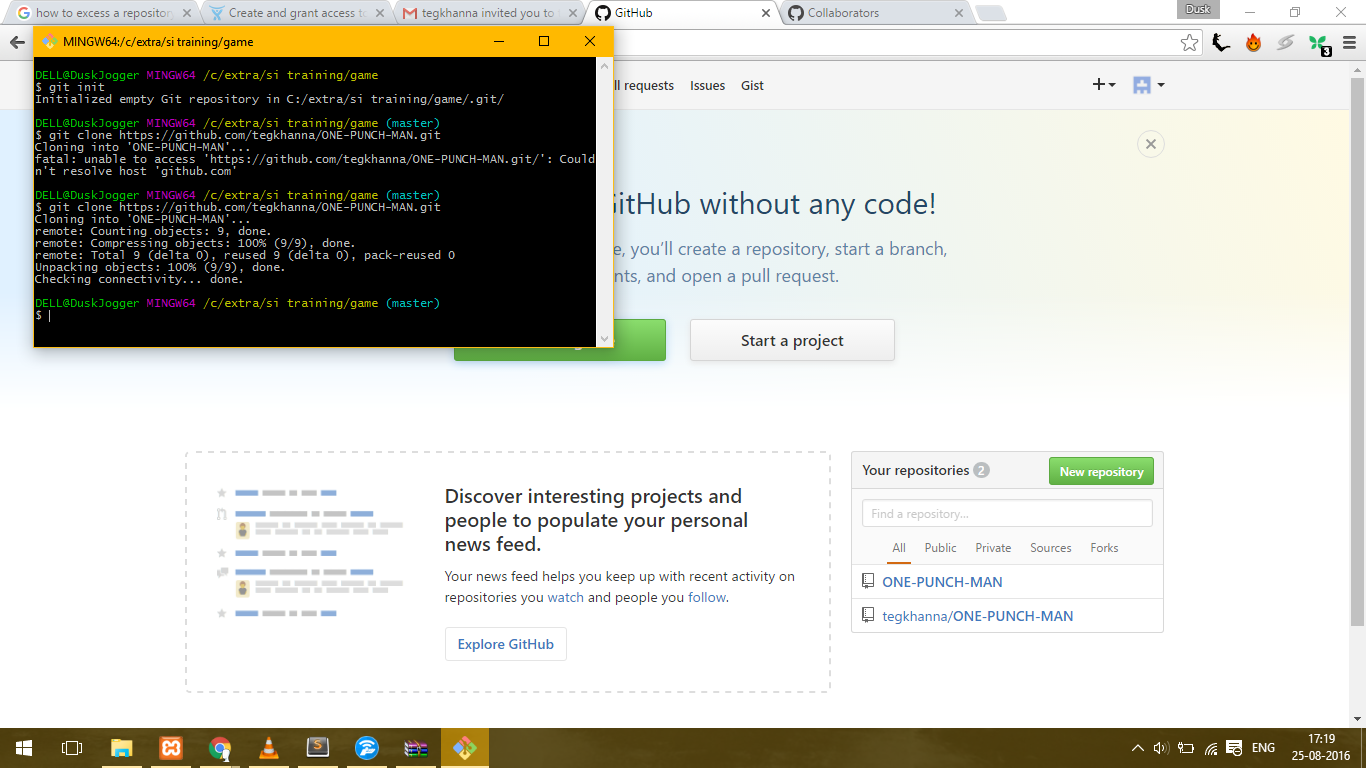 how to excess a repository
Create and grant access to
tegkhanna invited you to
GitHub
Collaborators
Dusk
3
MINGW64:/c/extra/si training/game
DELL@DuskJogger MINGW64 /c/extra/si training/game
$ git init
Initialized empty Git repository in C:/extra/si training/game/.git/
DELL@DuskJogger MINGW64 /c/extra/si training/game (master)
$ git clone https://github.com/tegkhanna/ONE-PUNCH-MAN.git
Cloning into 'ONE-PUNCH-MAN'...
fatal: unable to access 'https://github.com/tegkhanna/ONE-PUNCH-MAN.git/': Could
n't resolve host 'github.com'
DELL@DuskJogger MINGW64 /c/extra/si training/game (master)
$ git clone https://github.com/tegkhanna/ONE-PUNCH-MAN.git
Cloning into 'ONE-PUNCH-MAN'...
remote: Counting objects: 9, done.
remote: Compressing objects: 100% (9/9), done.
remote: Total 9 (delta 0), reused 9 (delta 0), pack-reused 0
Unpacking objects: 100% (9/9), done.
Checking connectivity... done.
DELL@DuskJogger MINGW64 /c/extra/si training/game (master)
$
ll requests Issues Gist
GitHub without any code!
e, you'll create a repository, start a branch,
nts, and open a pull request.
Start a project
Discover interesting projects and
people to populate your personal
news feed.
Your news feed helps you keep up with recent activity on
repositories you watch and people you follow.
Explore GitHub
Your repositories 2
New repository
Find a repository...
All Public Private Sources Forks
ONE-PUNCH-MAN
tegkhanna/ONE-PUNCH-MAN
ENG
17:19
25-08-2016